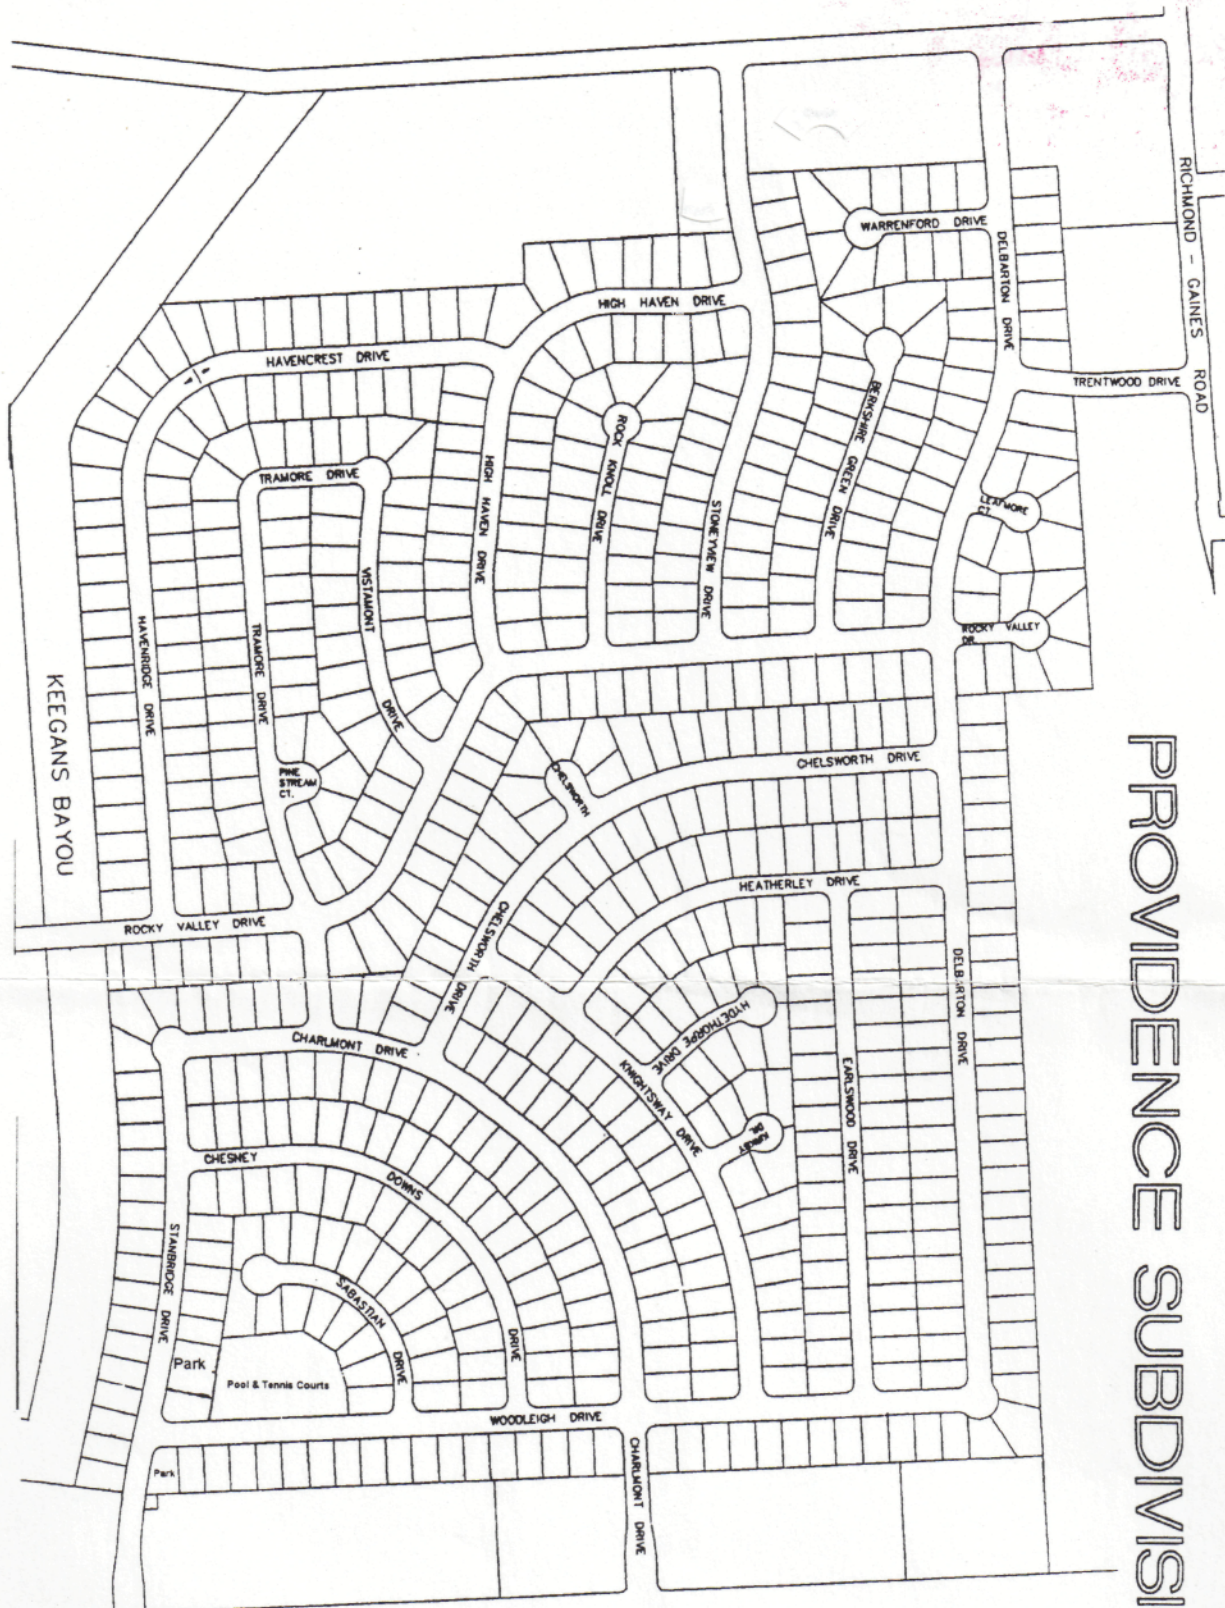 RICHMOND - GAINES ROAD
WARRENFORD DRIVE
DELBARTON DRIVE
HIGH HAVEN DRIVE
HAVENCREST DRIVE
TRENTWOOD DRIVE
BERKSHIRE GREEN DRIVE
ROCK KNOLL DRIVE
TRAMORE DRIVE
HIGH HAVEN DRIVE
STONEYVIEW DRIVE
LEAFMORE
CT.
VISTAMONT
DRIVE
ROCKY VALLEY
DR.
HAVENRIDGE DRIVE
TRAMORE DRIVE
KEEGANS BAYOU
PINE
STREAM
CT.
CHELSWORTH
CHELSWORTH DRIVE
PROVIDENCE SUBDIVISI
HEATHERLEY DRIVE
ROCKY VALLEY DRIVE
CHELSWORTH DRIVE
DELBARTON DRIVE
HYDETHORPE DRIVE
CHARLMONT DRIVE
KNIGHTSWAY DRIVE
EARLSWOOD DRIVE
DR.
CHESNEY
DOWNS
DRIVE
STANBRIDGE DRIVE
SABASTIAN
DRIVE
Park
Pool & Tennis Courts
WOODLEIGH DRIVE
CHARLMONT DRIVE
Park